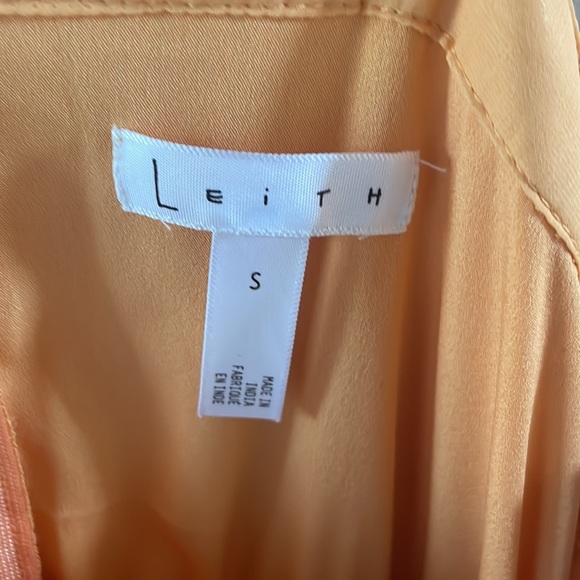 LEiTH
S
MADE IN
INDIA
FABRIQUÉ
EN INDE